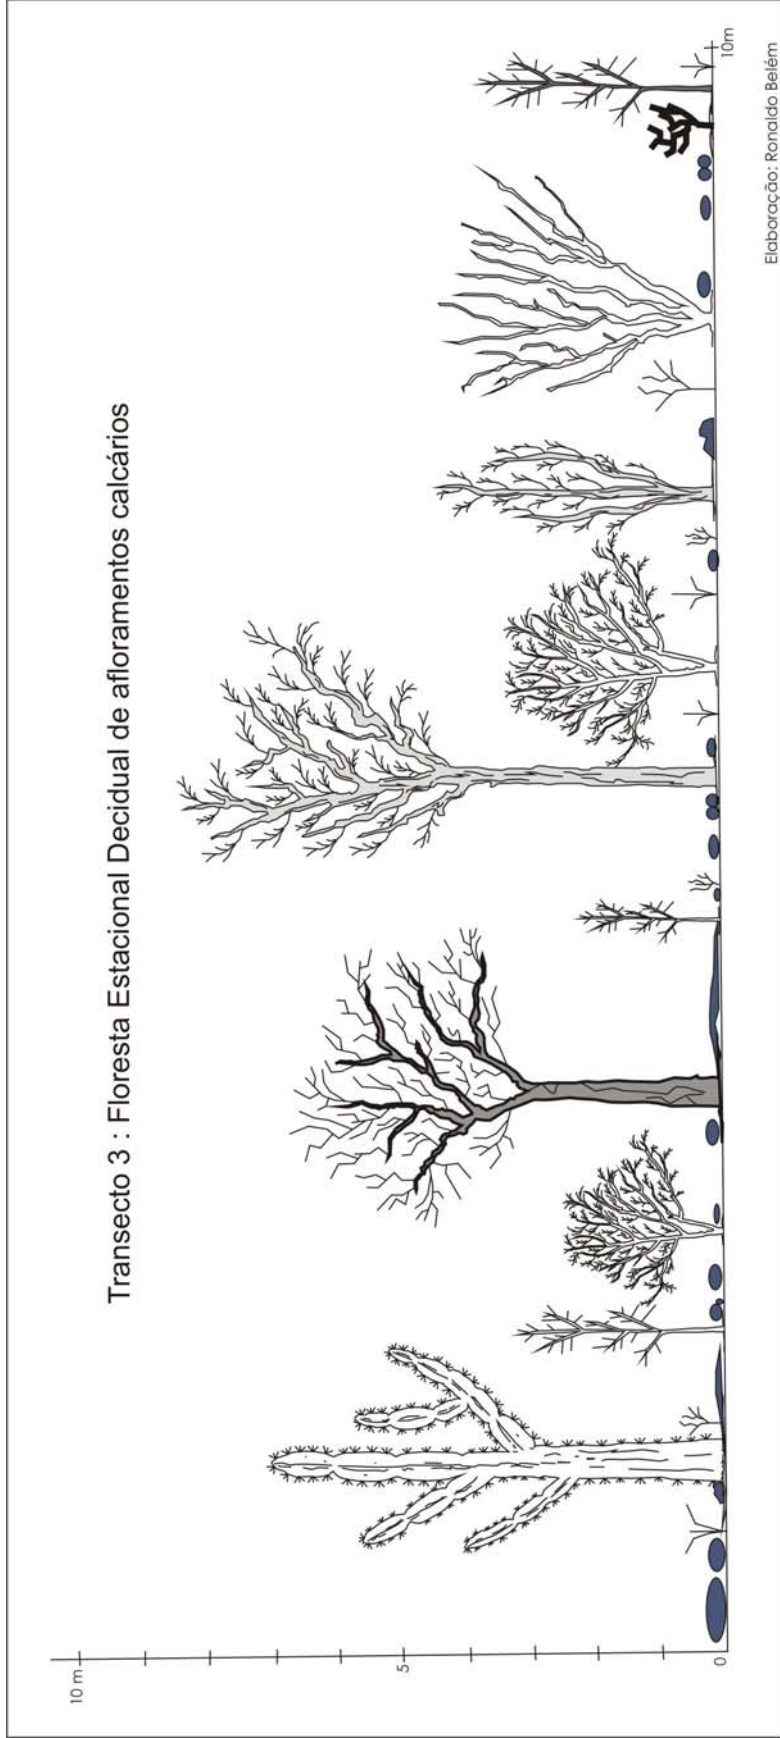 Transecto 3 : Floresta Estacional Decidual de afloramentos calcários
10 m
5
0
10m
Elaboração: Ronaldo Belém